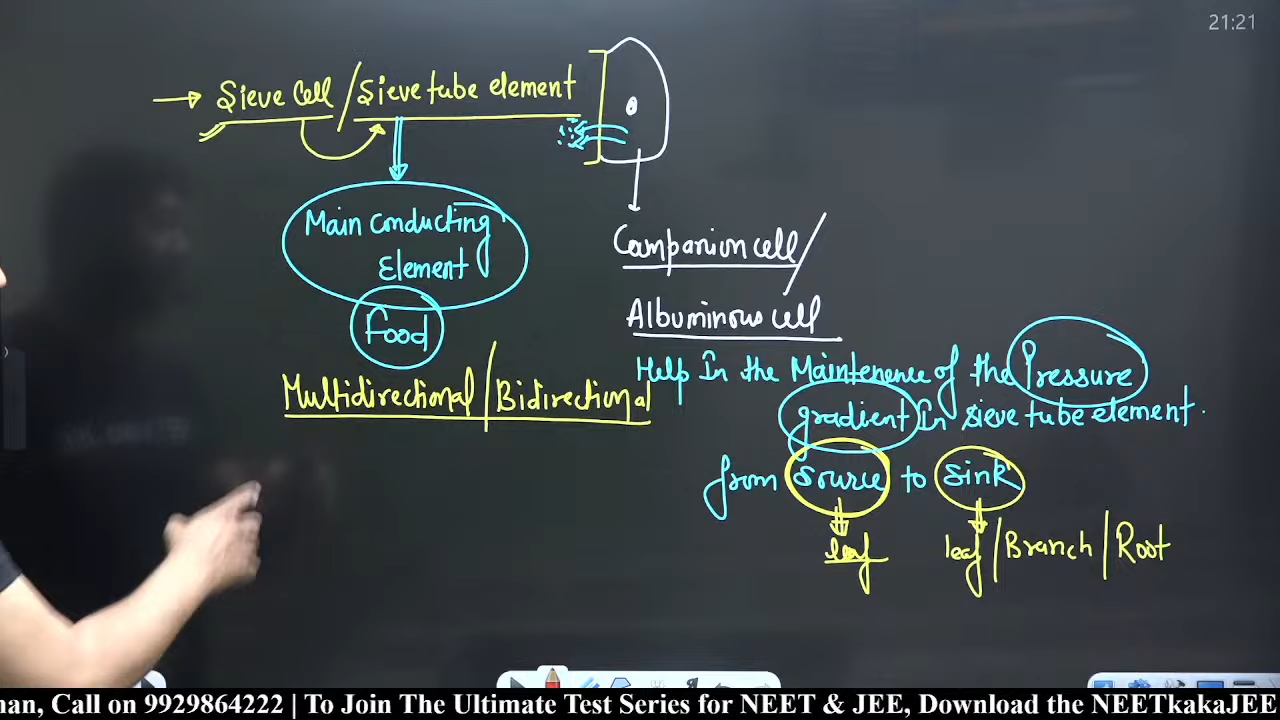 21:21
→ Sieve Cell / Sieve tube element
Main conducting
Element
food
Multidirectional / Bidirectional
Companion cell /
Albuminous cell
Help In the Maintenence of the Pressure
gradient In sieve tube element.
from source to sink
leaf
leaf / Branch / Root
nan, Call on 9929864222 | To Join The Ultimate Test Series for NEET & JEE, Download the NEETkakaJEE